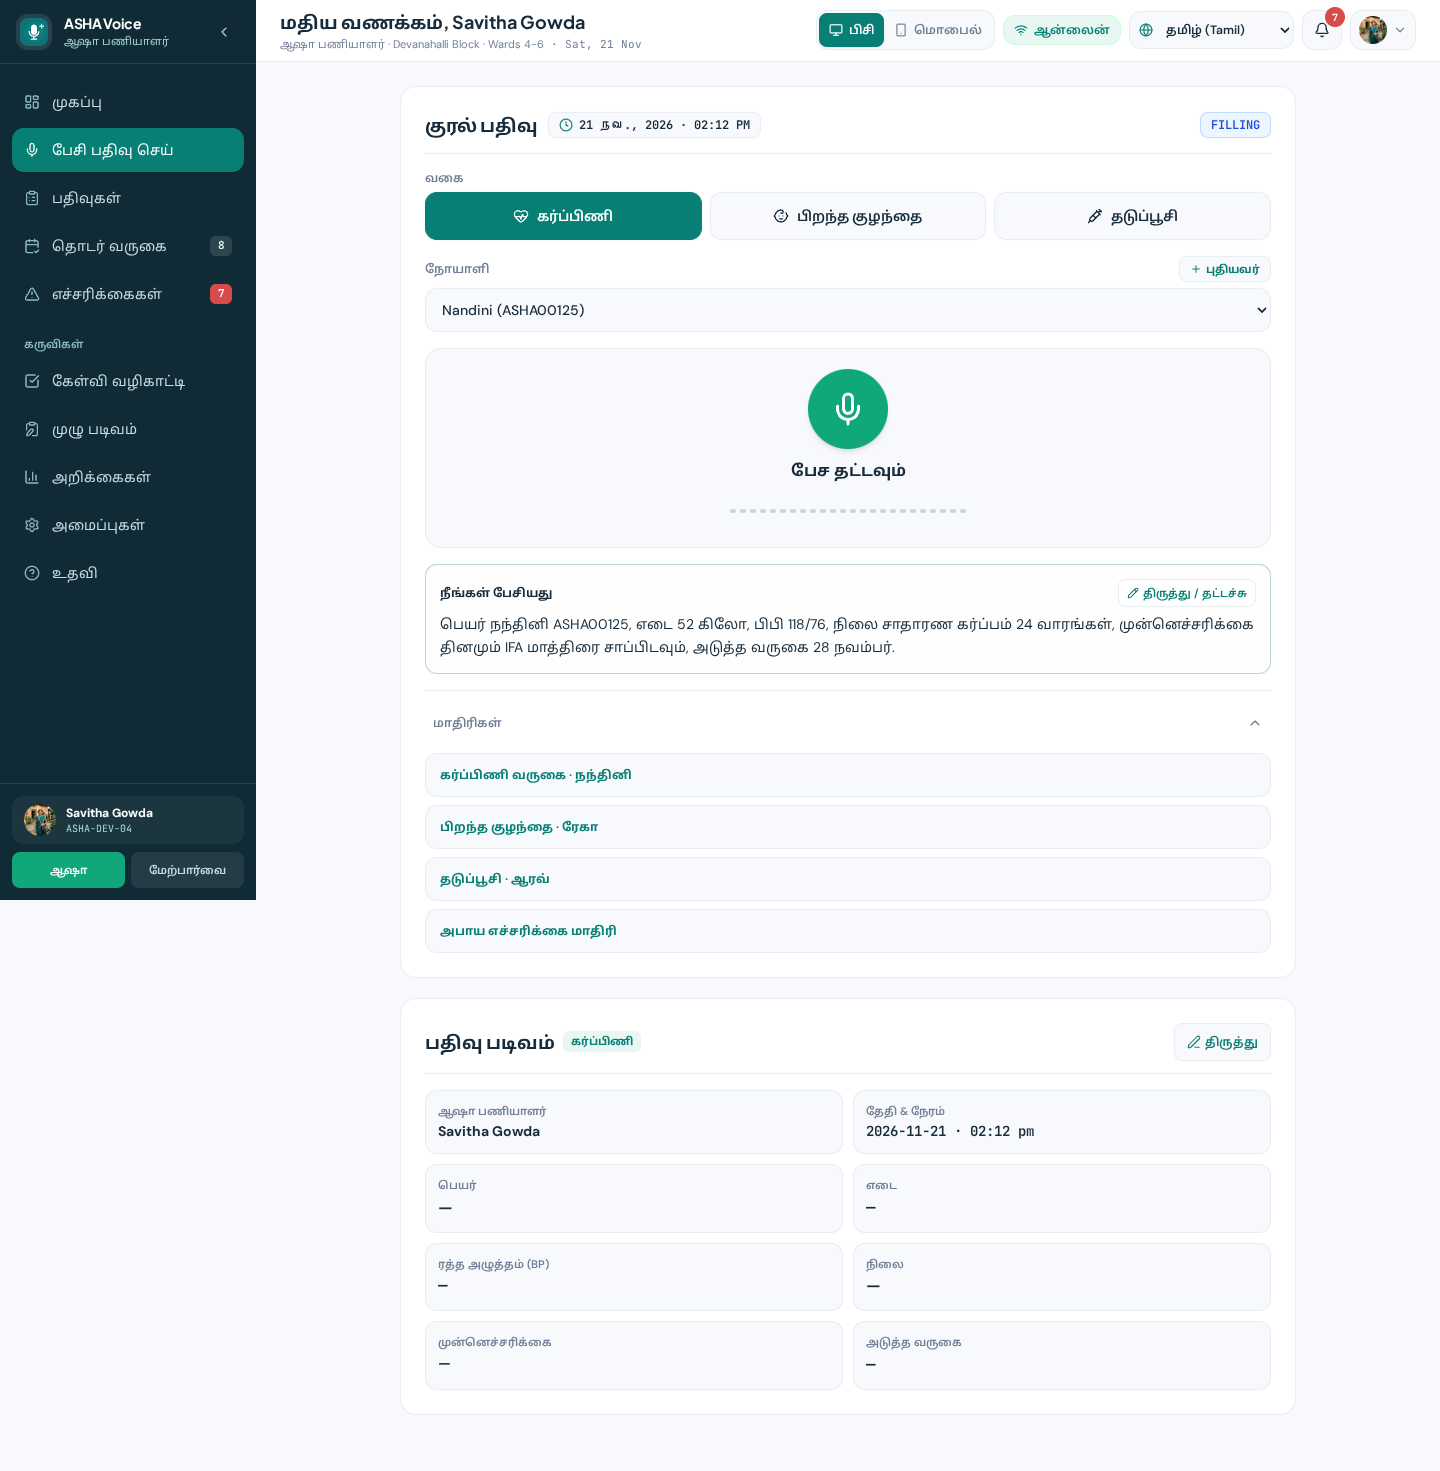 ASHA Voice
ஆஷா பணியாளர்
முகப்பு
பேசி பதிவு செய்
பதிவுகள்
தொடர் வருகை 8
எச்சரிக்கைகள் 7
கருவிகள்
கேள்வி வழிகாட்டி
முழு படிவம்
அறிக்கைகள்
அமைப்புகள்
உதவி
Savitha Gowda
ASHA-DEV-04
ஆஷா மேற்பார்வை
மதிய வணக்கம், Savitha Gowda
ஆஷா பணியாளர் · Devanahalli Block · Wards 4-6 · Sat, 21 Nov
பிசி மொபைல் ஆன்லைன் தமிழ் (Tamil) 7
குரல் பதிவு 21 நவ., 2026 · 02:12 PM FILLING
வகை
கர்ப்பிணி பிறந்த குழந்தை தடுப்பூசி
நோயாளி + புதியவர்
Nandini (ASHA00125)
பேச தட்டவும்
நீங்கள் பேசியது திருத்து / தட்டச்சு
பெயர் நந்தினி ASHA00125, எடை 52 கிலோ, பிபி 118/76, நிலை சாதாரண கர்ப்பம் 24 வாரங்கள், முன்னெச்சரிக்கை
தினமும் IFA மாத்திரை சாப்பிடவும், அடுத்த வருகை 28 நவம்பர்.
மாதிரிகள்
கர்ப்பிணி வருகை · நந்தினி
பிறந்த குழந்தை · ரேகா
தடுப்பூசி · ஆரவ்
அபாய எச்சரிக்கை மாதிரி
பதிவு படிவம் கர்ப்பிணி திருத்து
ஆஷா பணியாளர்
Savitha Gowda
தேதி & நேரம்
2026-11-21 · 02:12 pm
பெயர்
—
எடை
—
ரத்த அழுத்தம் (BP)
—
நிலை
—
முன்னெச்சரிக்கை
—
அடுத்த வருகை
—